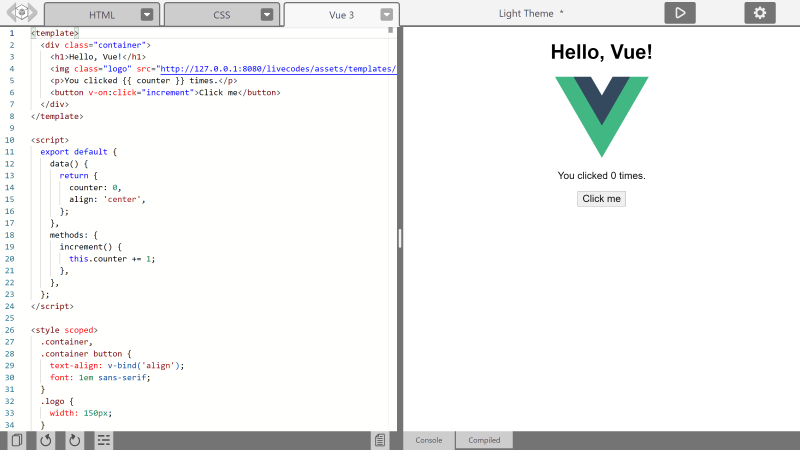 HTML
CSS
Vue 3
Light Theme *
1 <template>
2 <div class="container">
3 <h1>Hello, Vue!</h1>
4 <img class="logo" src="http://127.0.0.1:8080/livecodes/assets/templates/
5 <p>You clicked {{ counter }} times.</p>
6 <button v-on:click="increment">Click me</button>
7 </div>
8 </template>
9
10 <script>
11 export default {
12 data() {
13 return {
14 counter: 0,
15 align: 'center',
16 };
17 },
18 methods: {
19 increment() {
20 this.counter += 1;
21 },
22 },
23 };
24 </script>
25
26 <style scoped>
27 .container,
28 .container button {
29 text-align: v-bind('align');
30 font: 1em sans-serif;
31 }
32 .logo {
33 width: 150px;
34 }
Hello, Vue!
You clicked 0 times.
Click me
Console
Compiled